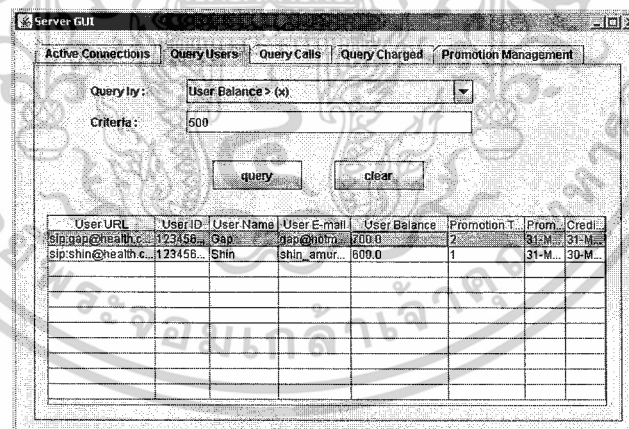 Server GUI
Active Connections Query Users Query Calls Query Charged Promotion Management
Query by : User Balance > (x)
Criteria : 500
query clear
User URL User ID User Name User E-mail User Balance Promotion T... Prom... Credi...
sip:gap@health.c... 123456... Gap gap@hotm... 700.0 2 31-M... 31-M...
sip:shin@health.c... 123456... Shin shin_amur... 600.0 1 31-M... 30-M...